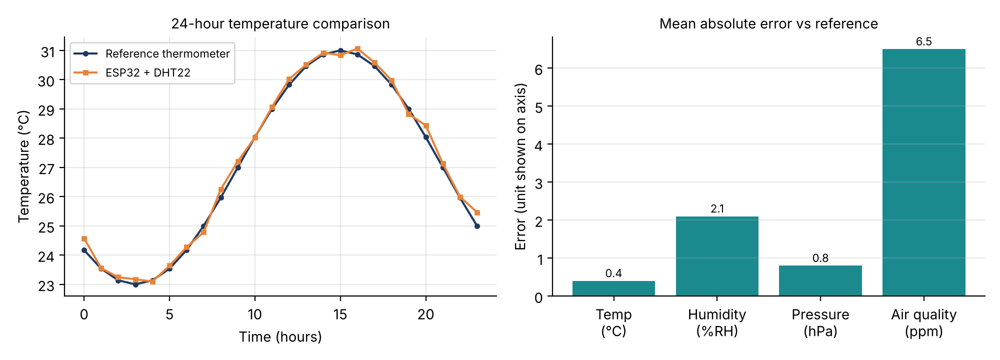 24-hour temperature comparison
Reference thermometer
ESP32 + DHT22
Temperature (°C)
31
30
29
28
27
26
25
24
23
0 5 10 15 20
Time (hours)
Mean absolute error vs reference
Error (unit shown on axis)
6
5
4
3
2
1
0
0.4
2.1
0.8
6.5
Temp Humidity Pressure Air quality
(°C) (%RH) (hPa) (ppm)